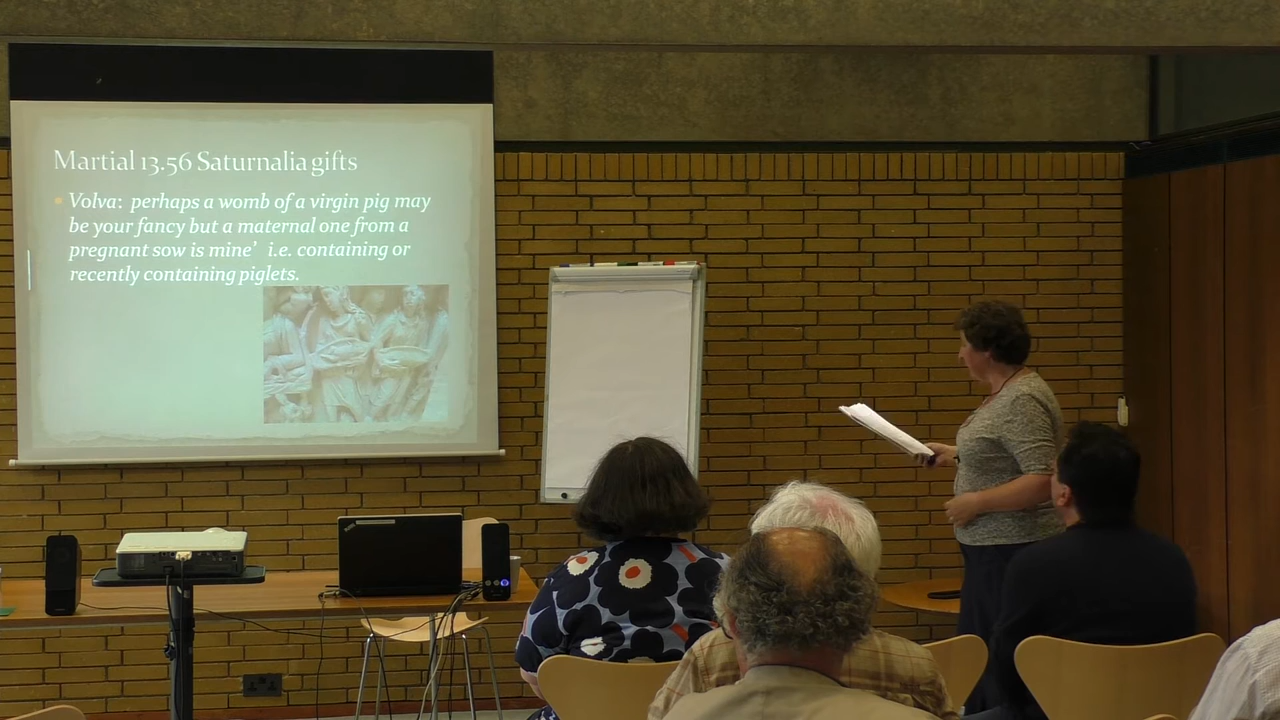 Martial 13.56 Saturnalia gifts
Volva: perhaps a womb of a virgin pig may
be your fancy but a maternal one from a
pregnant sow is mine' i.e. containing or
recently containing piglets.